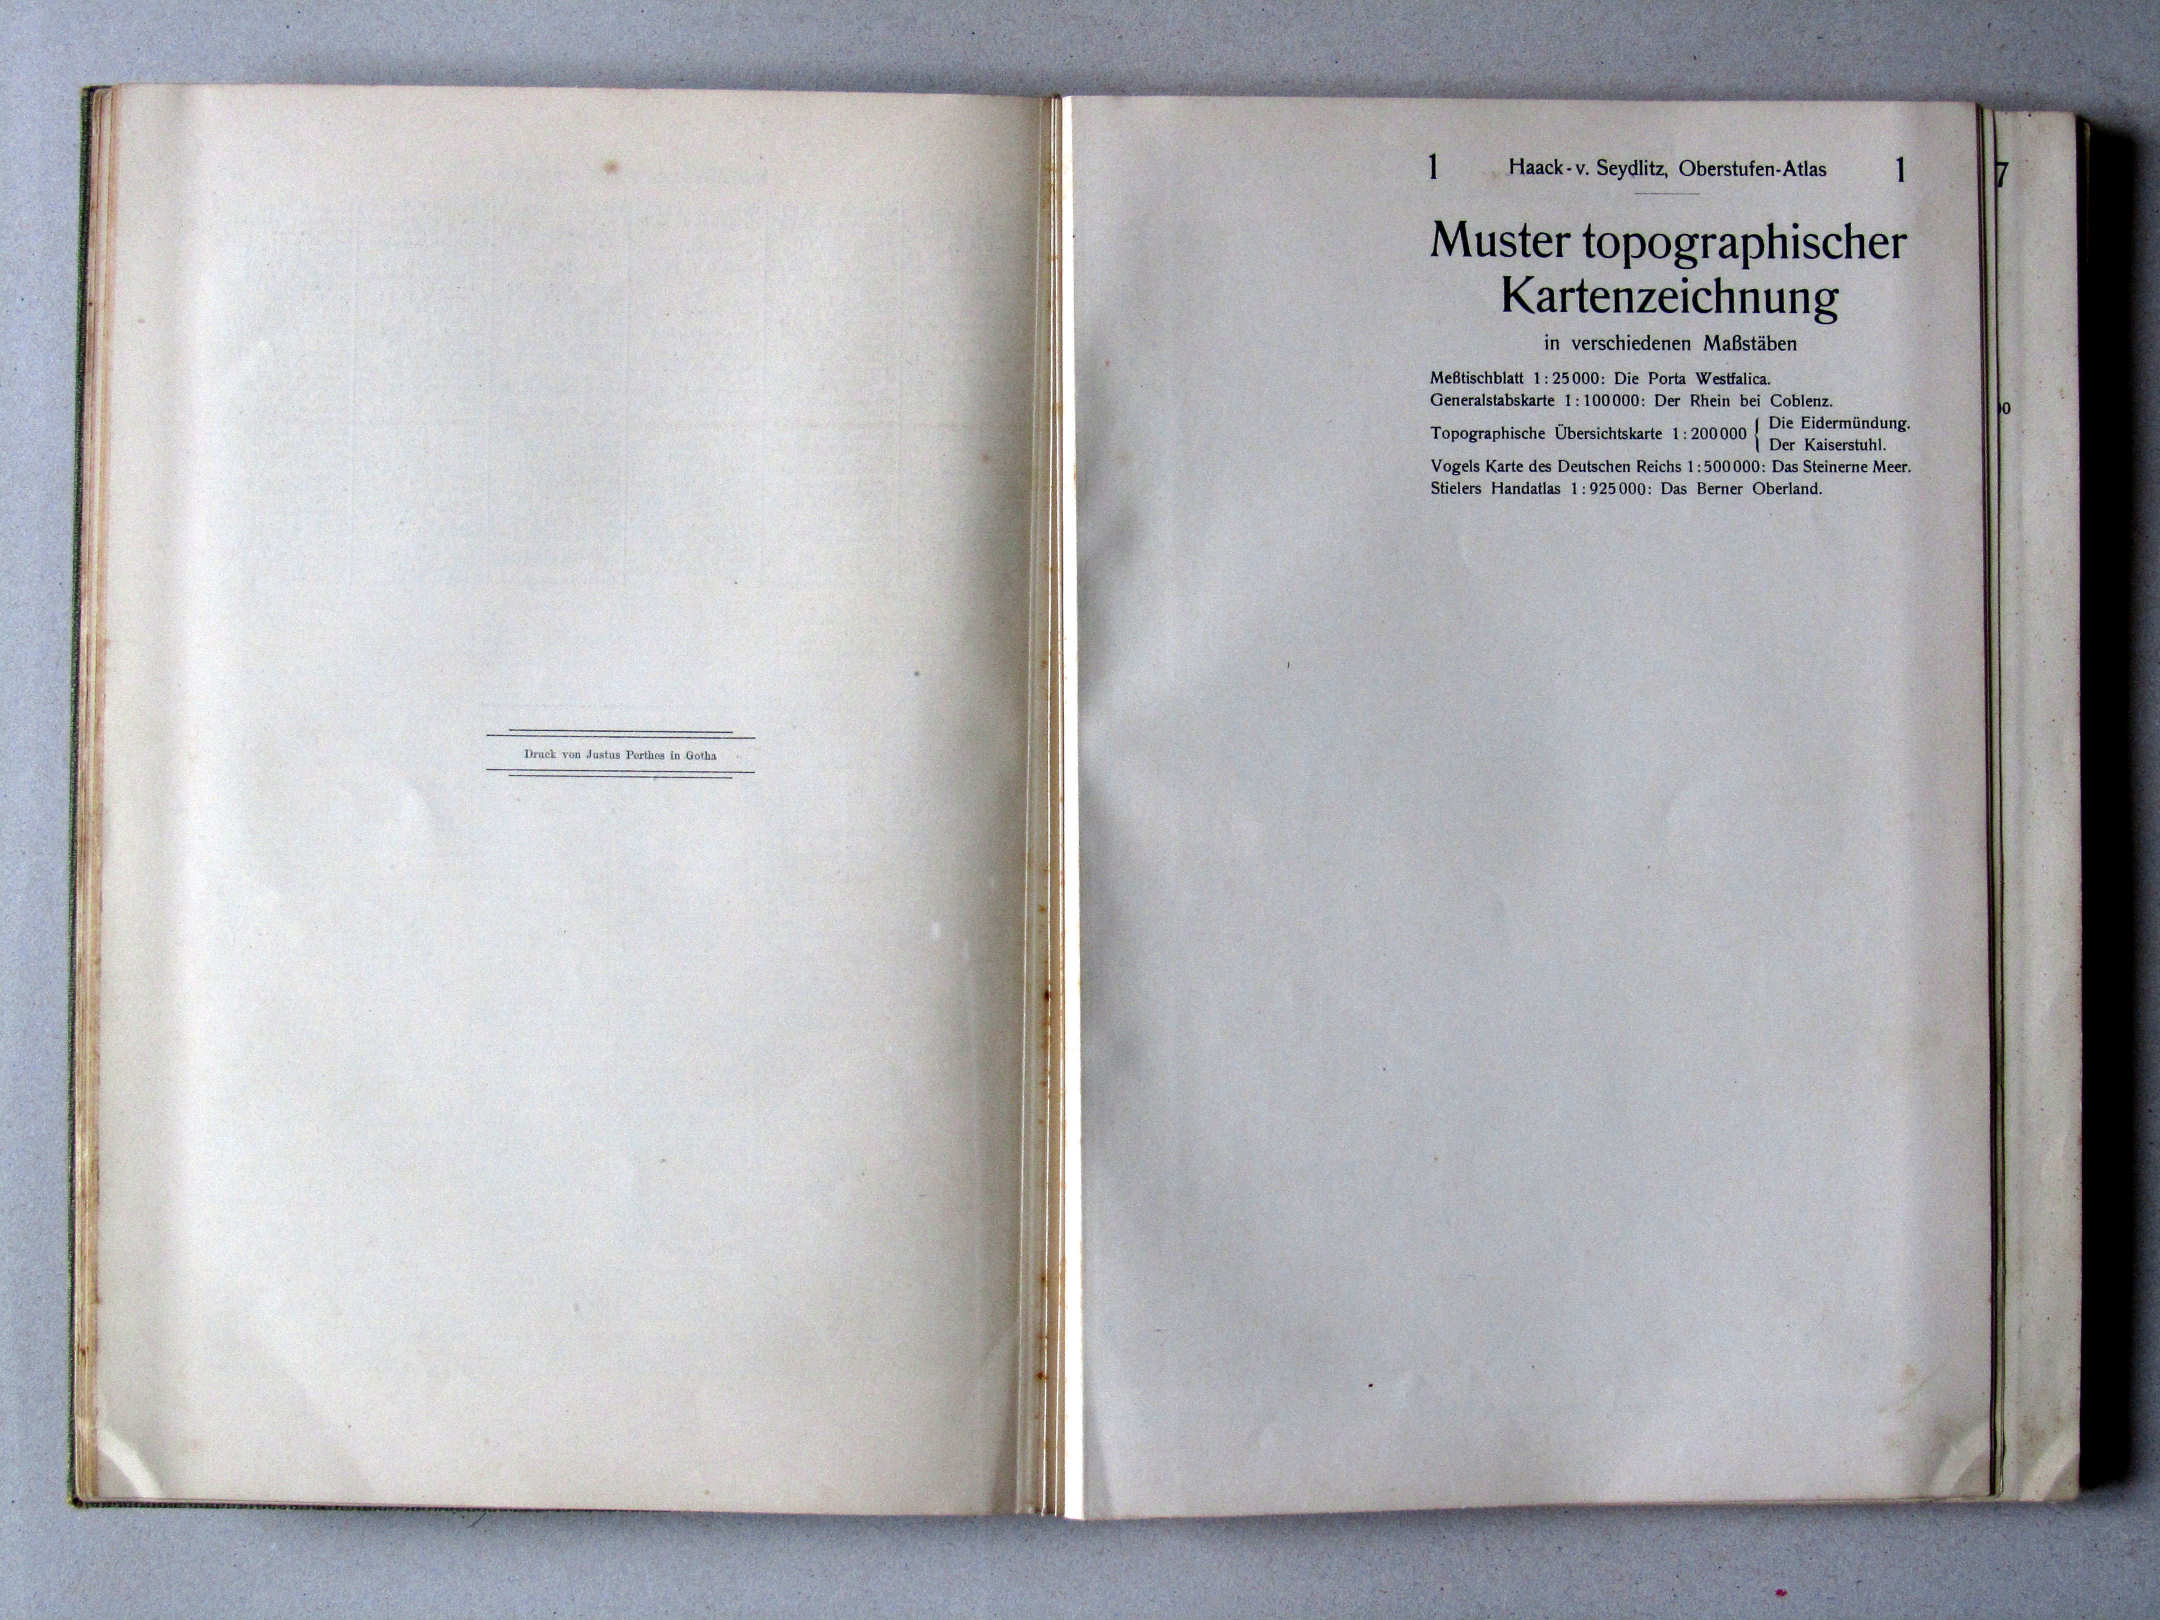 Druck von Justus Perthes in Gotha
1 Haack-v. Seydlitz, Oberstufen-Atlas 1
Muster topographischer
Kartenzeichnung
in verschiedenen Maßstäben
Meßtischblatt 1:25000: Die Porta Westfalica.
Generalstabskarte 1:100000: Der Rhein bei Coblenz.
Topographische Übersichtskarte 1:200000 { Die Eidermündung.
Der Kaiserstuhl.
Vogels Karte des Deutschen Reichs 1:500000: Das Steinerne Meer.
Stielers Handatlas 1:925000: Das Berner Oberland.
7